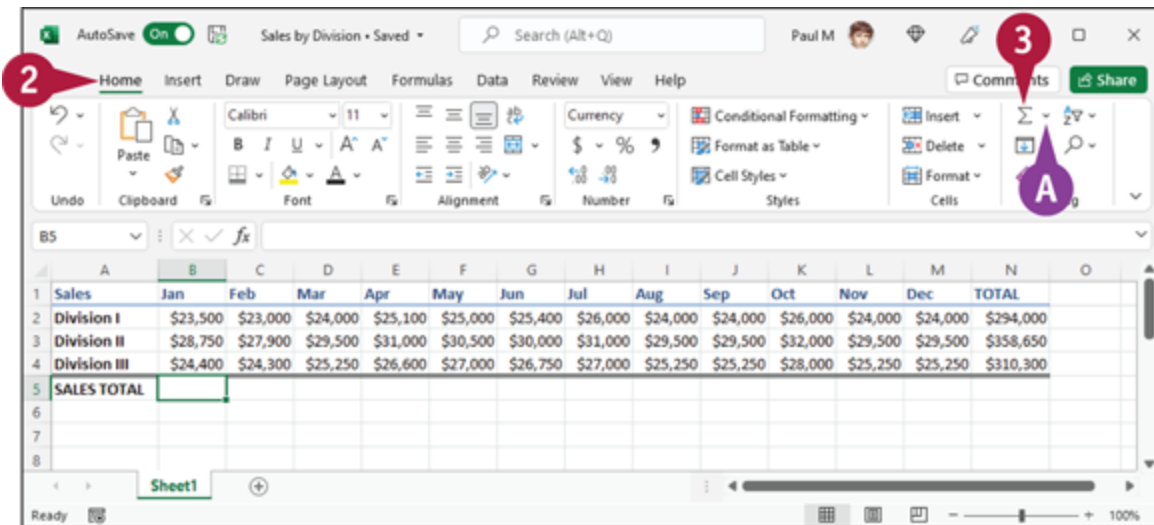 AutoSave On Sales by Division • Saved Search (Alt+Q) Paul M 3
2 Home Insert Draw Page Layout Formulas Data Review View Help Share
Calibri 11 Currency Conditional Formatting Insert
Paste B I U A A A $ % 9 Format as Table Delete
Cell Styles Format A
Undo Clipboard Font Alignment Number Styles Cells
B5 fx
A B C D E F G H I J K L M N O
1 Sales Jan Feb Mar Apr May Jun Jul Aug Sep Oct Nov Dec TOTAL
2 Division I $23,500 $23,000 $24,000 $25,100 $25,000 $25,400 $26,000 $24,000 $24,000 $26,000 $24,000 $24,000 $294,000
3 Division II $28,750 $27,900 $29,500 $31,000 $30,500 $30,000 $31,000 $29,500 $29,500 $32,000 $29,500 $29,500 $358,650
4 Division III $24,400 $24,300 $25,250 $26,600 $27,000 $26,750 $27,000 $25,250 $25,250 $28,000 $25,250 $25,250 $310,300
5 SALES TOTAL
6
7
8
Sheet1
Ready 100%